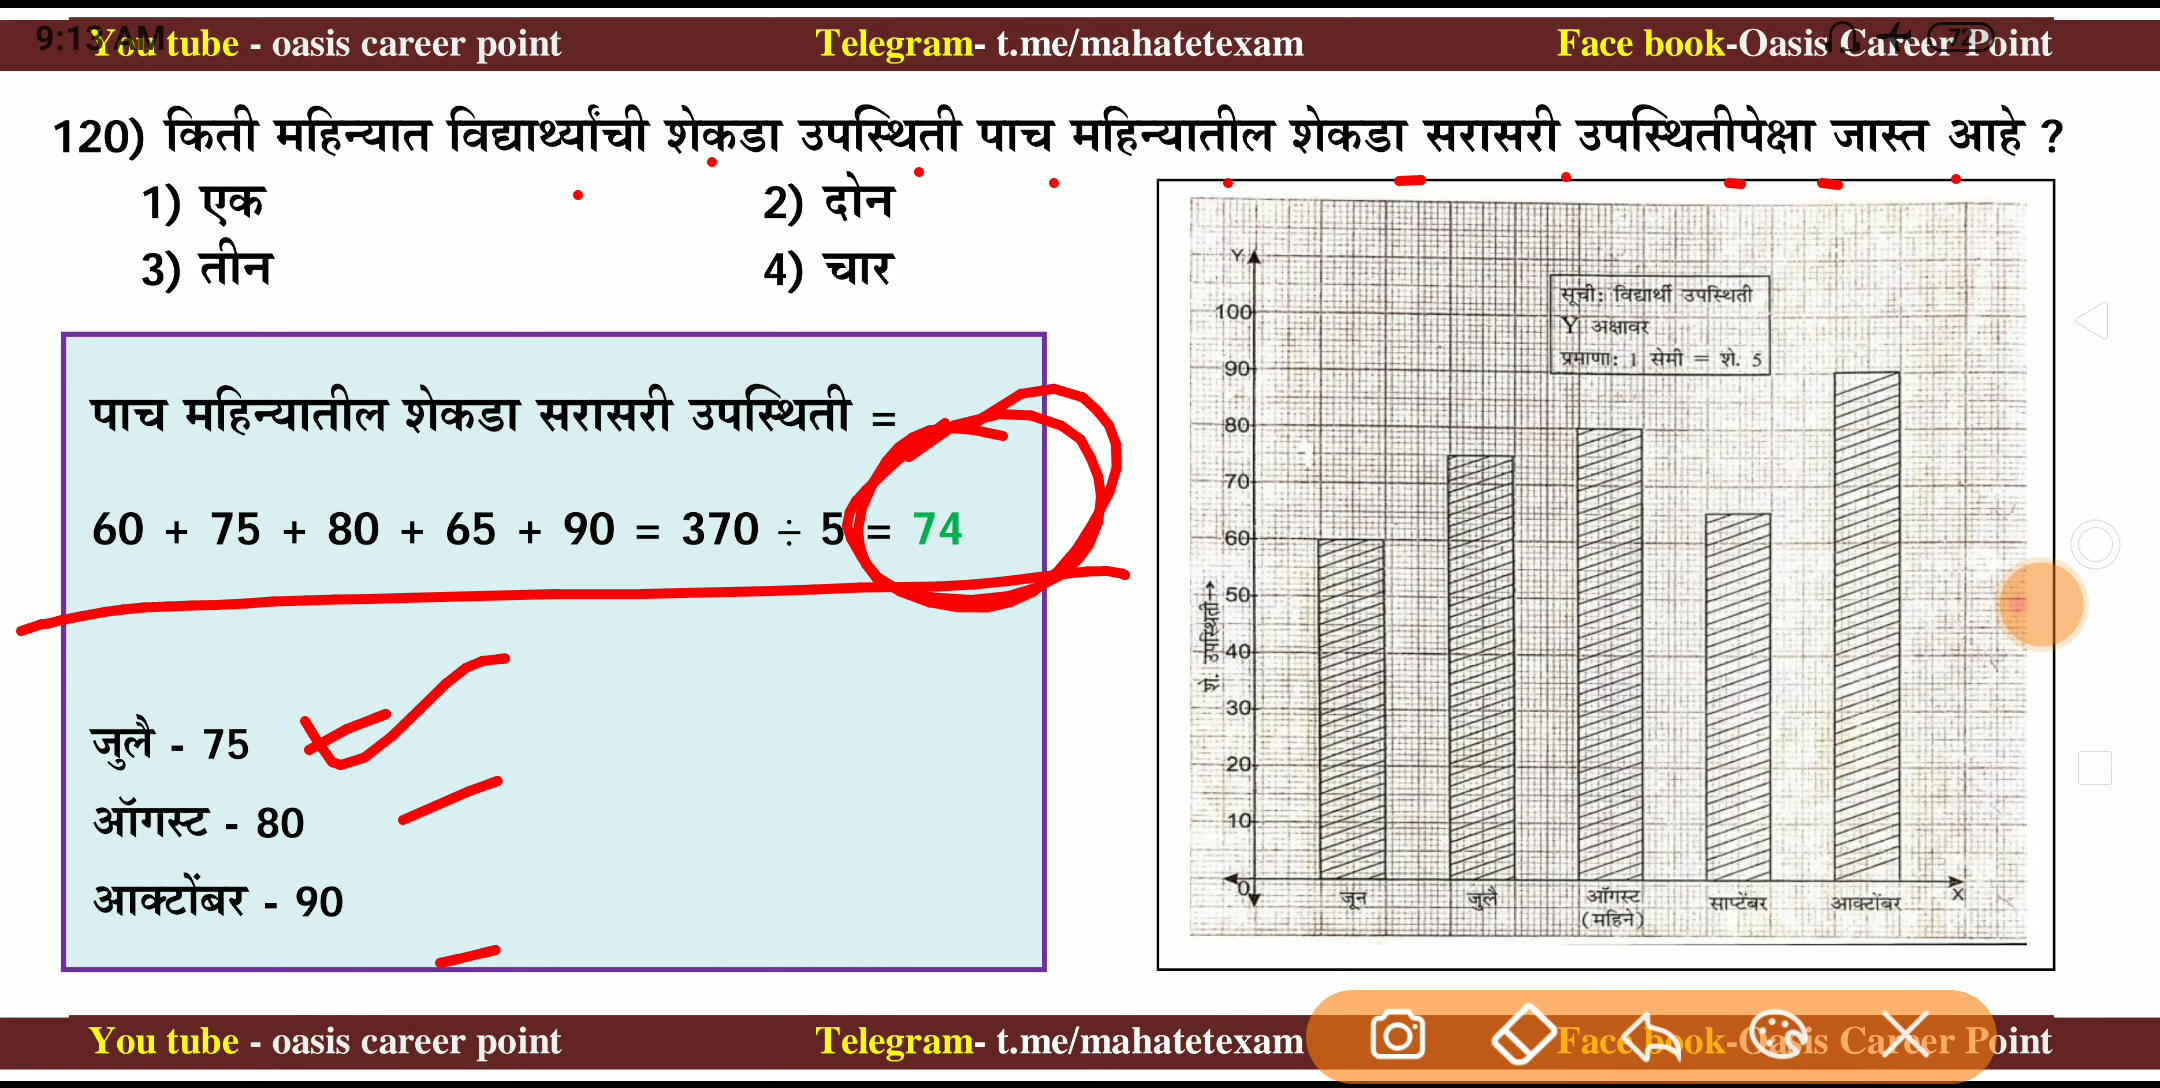 9:13 AM
You tube - oasis career point Telegram- t.me/mahatetexam Face book-Oasis Career Point
72
120) किती महिन्यात विद्यार्थ्यांची शेकडा उपस्थिती पाच महिन्यातील शेकडा सरासरी उपस्थितीपेक्षा जास्त आहे ?
1) एक 2) दोन
3) तीन 4) चार
पाच महिन्यातील शेकडा सरासरी उपस्थिती =
60 + 75 + 80 + 65 + 90 = 370 ÷ 5 = 74
जुलै - 75
ऑगस्ट - 80
आक्टोंबर - 90
Y
सूची: विद्यार्थी उपस्थिती
Y अक्षावर
प्रमाणा: 1 सेमी = शे. 5
100
90
80
70
60
50
40
30
20
10
0
शे. उपस्थिती→
जून जुलै ऑगस्ट साप्टेंबर आक्टोंबर X
(महिने)
You tube - oasis career point Telegram- t.me/mahatetexam Face book-Oasis Career Point